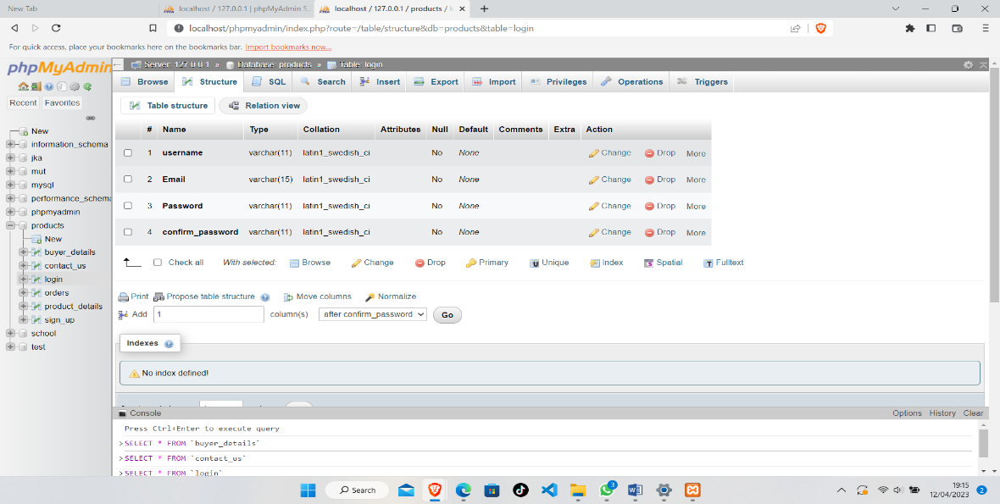 New Tab
localhost / 127.0.0.1 | phpMyAdmin 5.
localhost / 127.0.0.1 / products / l
localhost/phpmyadmin/index.php?route=/table/structure&db=products&table=login
For quick access, place your bookmarks here on the bookmarks bar. Import bookmarks now...
phpMyAdmin
Recent Favorites
New
information_schema
jka
mut
mysql
performance_schema
phpmyadmin
products
New
buyer_details
contact_us
login
orders
product_details
sign_up
school
test
Server: 127.0.0.1 » Database: products » Table: login
Browse Structure SQL Search Insert Export Import Privileges Operations Triggers
Table structure Relation view
# Name Type Collation Attributes Null Default Comments Extra Action
1 username varchar(11) latin1_swedish_ci No None Change Drop More
2 Email varchar(15) latin1_swedish_ci No None Change Drop More
3 Password varchar(11) latin1_swedish_ci No None Change Drop More
4 confirm_password varchar(11) latin1_swedish_ci No None Change Drop More
Check all With selected: Browse Change Drop Primary Unique Index Spatial Fulltext
Print Propose table structure Move columns Normalize
Add 1 column(s) after confirm_password Go
Indexes
No index defined!
Console Options History Clear
Press Ctrl+Enter to execute query
>SELECT * FROM `buyer_details`
>SELECT * FROM `contact_us`
>SELECT * FROM `login`
Search
3
19:15
12/04/2023
2